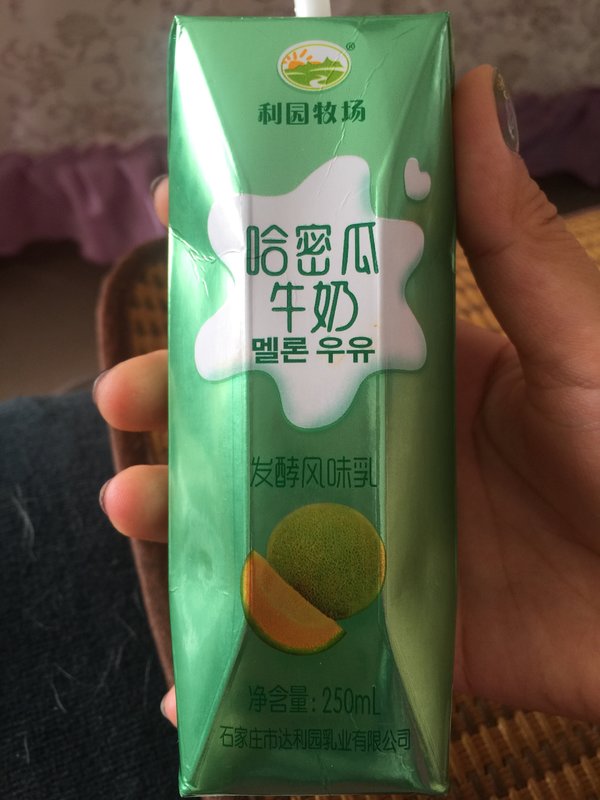 ®
利园牧场
哈密瓜
牛奶
멜론 우유
发酵风味乳
净含量: 250mL
石家庄市达利园乳业有限公司